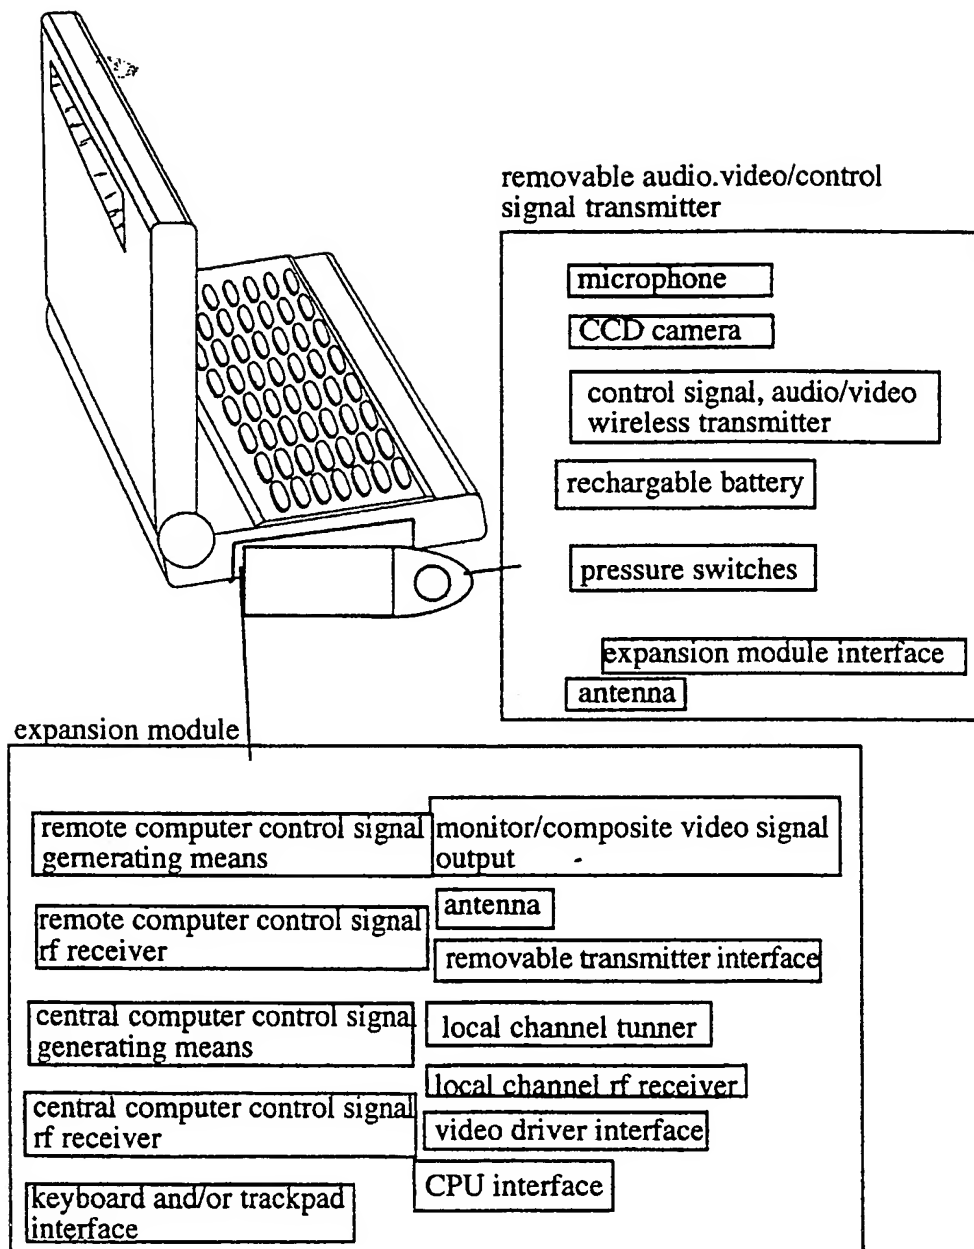 removable audio.video/control
signal transmitter
microphone
CCD camera
control signal, audio/video
wireless transmitter
rechargable battery
pressure switches
expansion module interface
antenna
expansion module
remote computer control signal
gernerating means
remote computer control signal
rf receiver
central computer control signal
generating means
central computer control signal
rf receiver
keyboard and/or trackpad
interface
monitor/composite video signal
output
antenna
removable transmitter interface
local channel tunner
local channel rf receiver
video driver interface
CPU interface